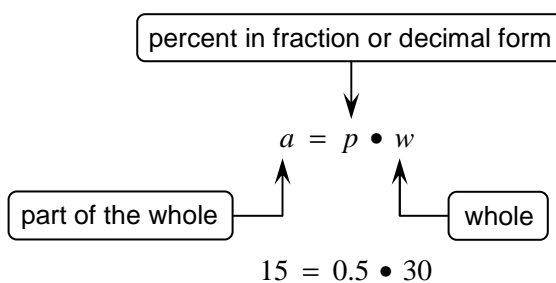 percent in fraction or decimal form
a = p • w
part of the whole
whole
15 = 0.5 • 30